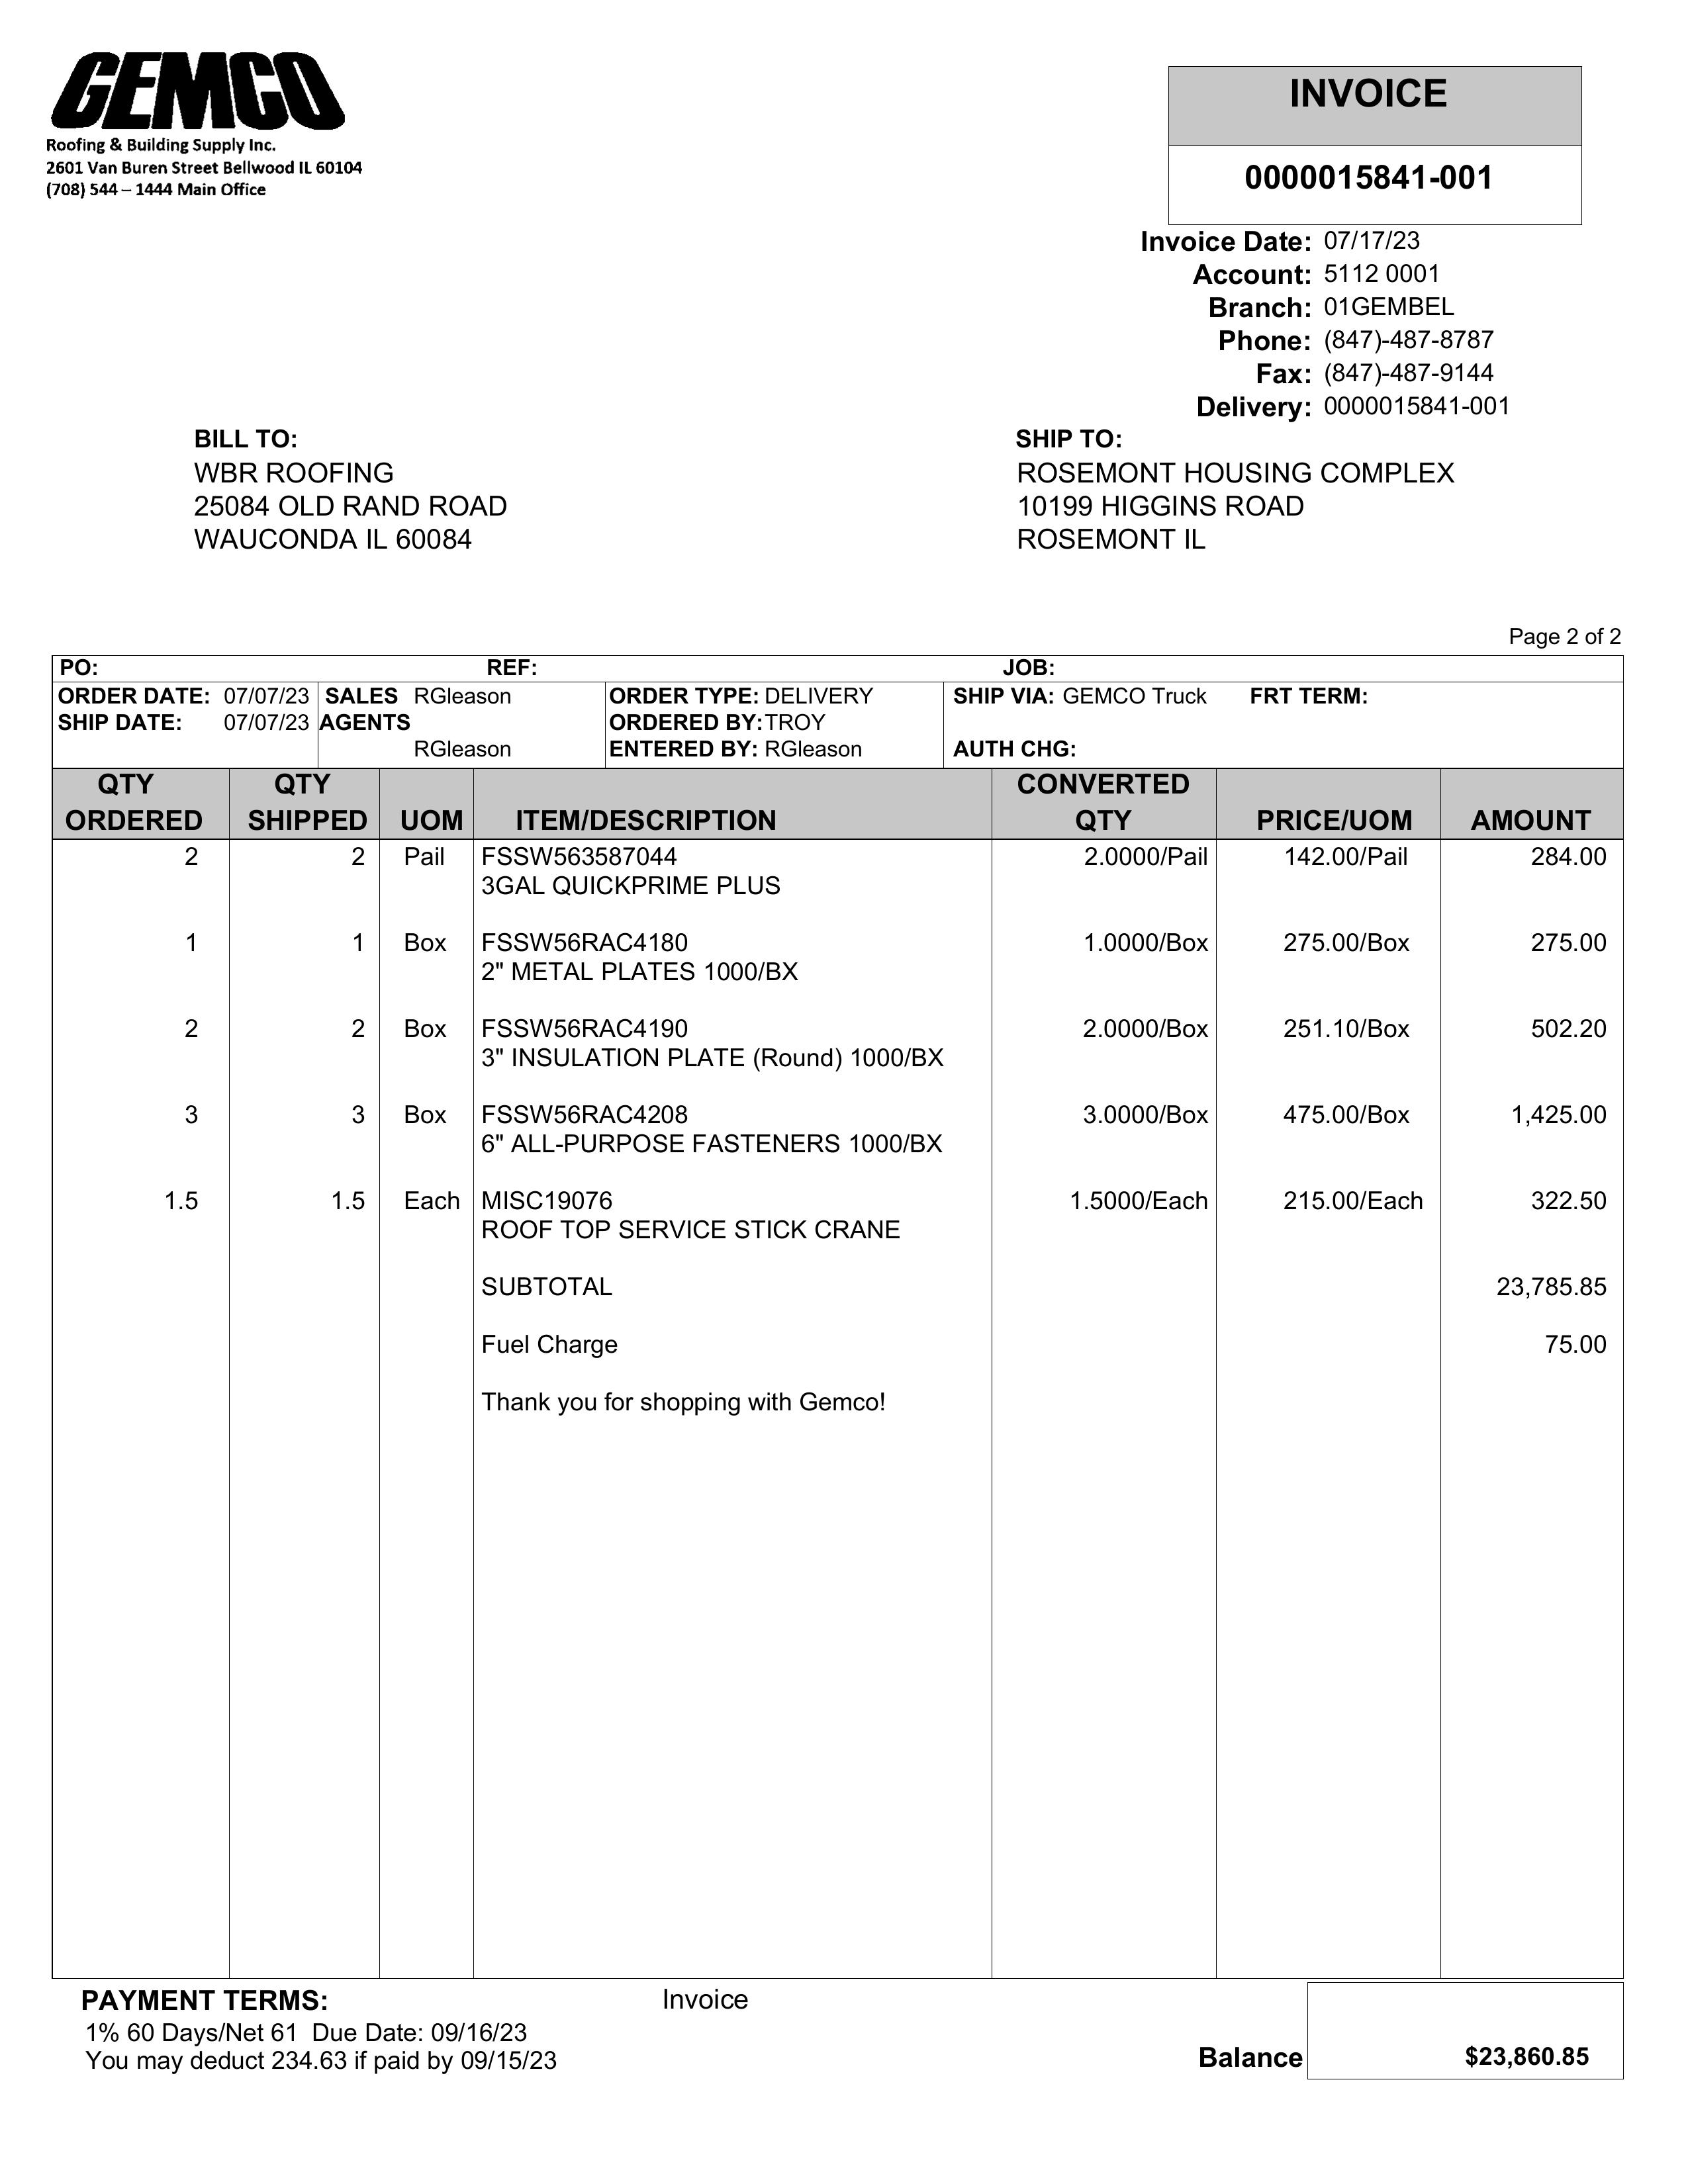 GEMCO
Roofing & Building Supply Inc.
2601 Van Buren Street Bellwood IL 60104
(708) 544 – 1444 Main Office
INVOICE
0000015841-001
Invoice Date: 07/17/23
Account: 5112 0001
Branch: 01GEMBEL
Phone: (847)-487-8787
Fax: (847)-487-9144
Delivery: 0000015841-001
BILL TO:
WBR ROOFING
25084 OLD RAND ROAD
WAUCONDA IL 60084
SHIP TO:
ROSEMONT HOUSING COMPLEX
10199 HIGGINS ROAD
ROSEMONT IL
Page 2 of 2
PO: REF: JOB:
ORDER DATE: 07/07/23 SALES RGleason ORDER TYPE: DELIVERY SHIP VIA: GEMCO Truck FRT TERM:
SHIP DATE: 07/07/23 AGENTS ORDERED BY:TROY
RGleason ENTERED BY: RGleason AUTH CHG:
QTY QTY CONVERTED
ORDERED SHIPPED UOM ITEM/DESCRIPTION QTY PRICE/UOM AMOUNT
2 2 Pail FSSW563587044 2.0000/Pail 142.00/Pail 284.00
3GAL QUICKPRIME PLUS
1 1 Box FSSW56RAC4180 1.0000/Box 275.00/Box 275.00
2" METAL PLATES 1000/BX
2 2 Box FSSW56RAC4190 2.0000/Box 251.10/Box 502.20
3" INSULATION PLATE (Round) 1000/BX
3 3 Box FSSW56RAC4208 3.0000/Box 475.00/Box 1,425.00
6" ALL-PURPOSE FASTENERS 1000/BX
1.5 1.5 Each MISC19076 1.5000/Each 215.00/Each 322.50
ROOF TOP SERVICE STICK CRANE
SUBTOTAL 23,785.85
Fuel Charge 75.00
Thank you for shopping with Gemco!
PAYMENT TERMS: Invoice
1% 60 Days/Net 61 Due Date: 09/16/23
You may deduct 234.63 if paid by 09/15/23
Balance $23,860.85